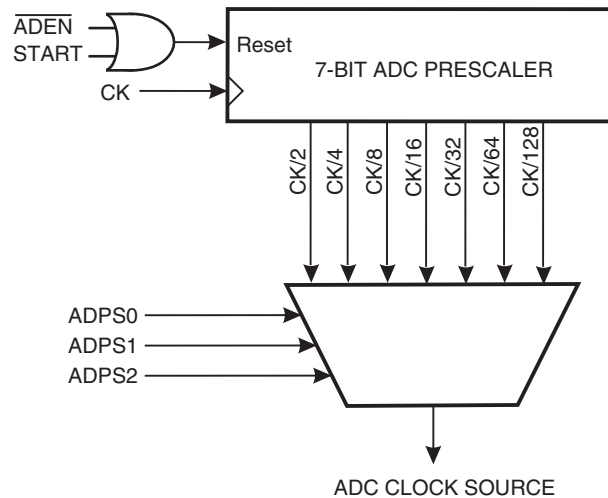 ADEN
START
Reset
7-BIT ADC PRESCALER
CK
CK/2
CK/4
CK/8
CK/16
CK/32
CK/64
CK/128
ADPS0
ADPS1
ADPS2
ADC CLOCK SOURCE